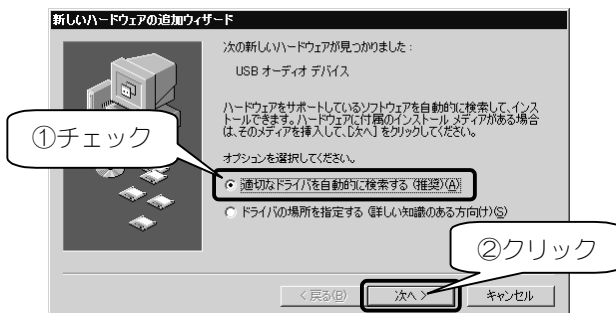 新しいハードウェアの追加ウィザード
次の新しいハードウェアが見つかりました:
USB オーディオ デバイス
ハードウェアをサポートしているソフトウェアを自動的に検索して、インス
トールできます。ハードウェアに付属のインストール メディアがある場合
は、そのメディアを挿入して、[次へ] をクリックしてください。
①チェック
オプションを選択してください。
適切なドライバを自動的に検索する (推奨)(A)
ドライバの場所を指定する (詳しい知識のある方向け)(S)
②クリック
< 戻る(B)
次へ >
キャンセル